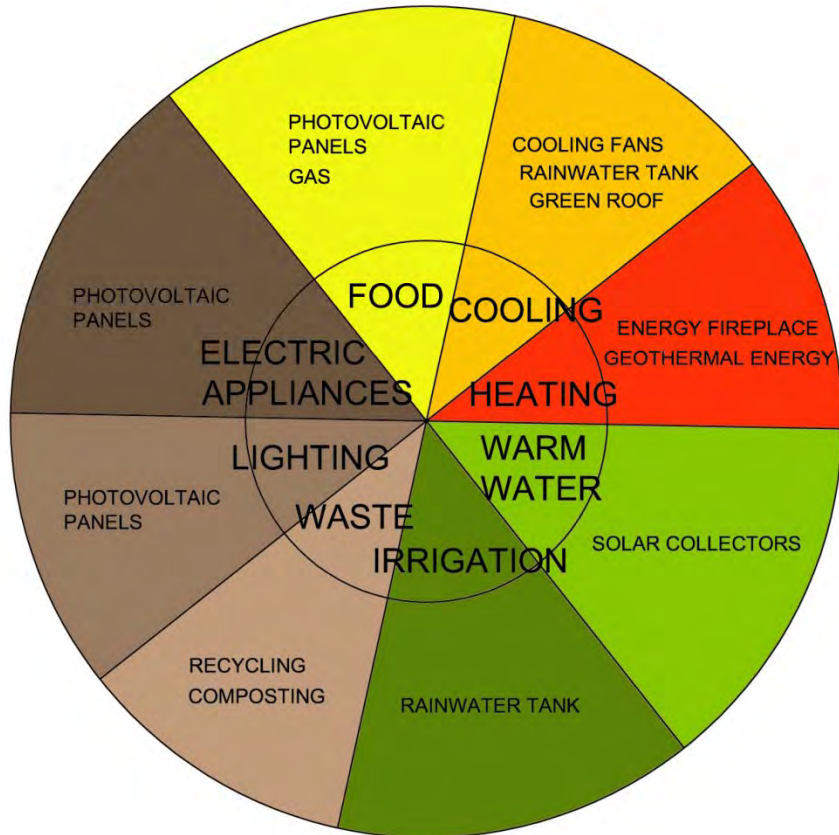 PHOTOVOLTAIC
PANELS
GAS
FOOD
COOLING FANS
RAINWATER TANK
GREEN ROOF
COOLING
ENERGY FIREPLACE
GEOTHERMAL ENERGY
HEATING
WARM
WATER
SOLAR COLLECTORS
IRRIGATION
RAINWATER TANK
WASTE
RECYCLING
COMPOSTING
LIGHTING
PHOTOVOLTAIC
PANELS
ELECTRIC
APPLIANCES
PHOTOVOLTAIC
PANELS